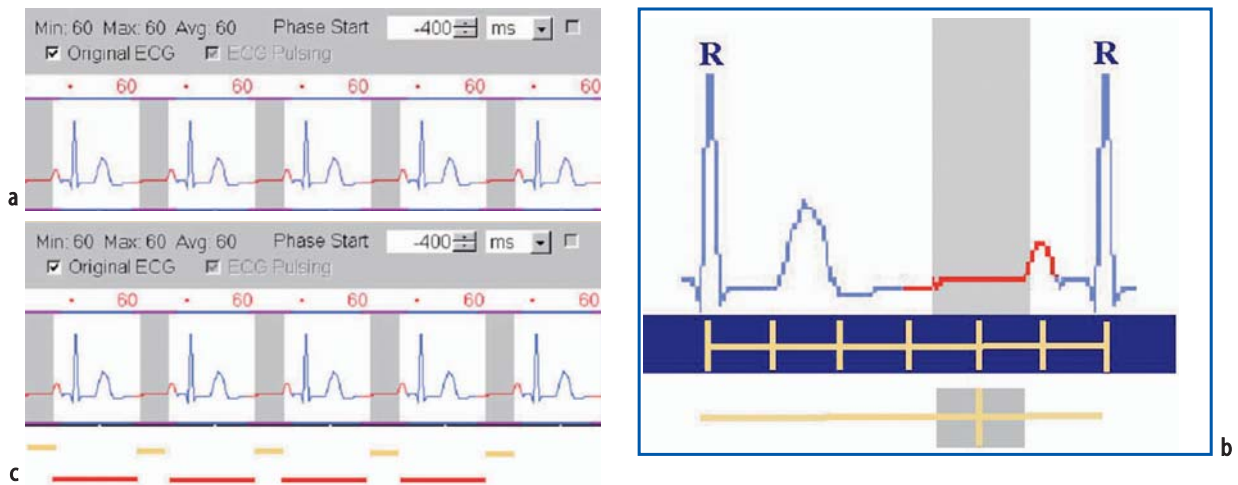 Min: 60 Max: 60 Avg: 60 Phase Start -400 ms
Original ECG ECG Pulsing
60 60 60 60 60
a
Min: 60 Max: 60 Avg: 60 Phase Start -400 ms
Original ECG ECG Pulsing
60 60 60 60 60
c
R R
b